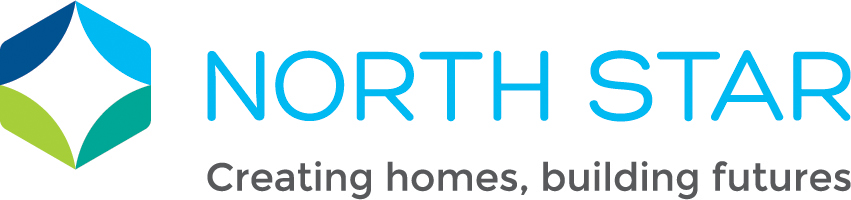 NORTH STAR
Creating homes, building futures